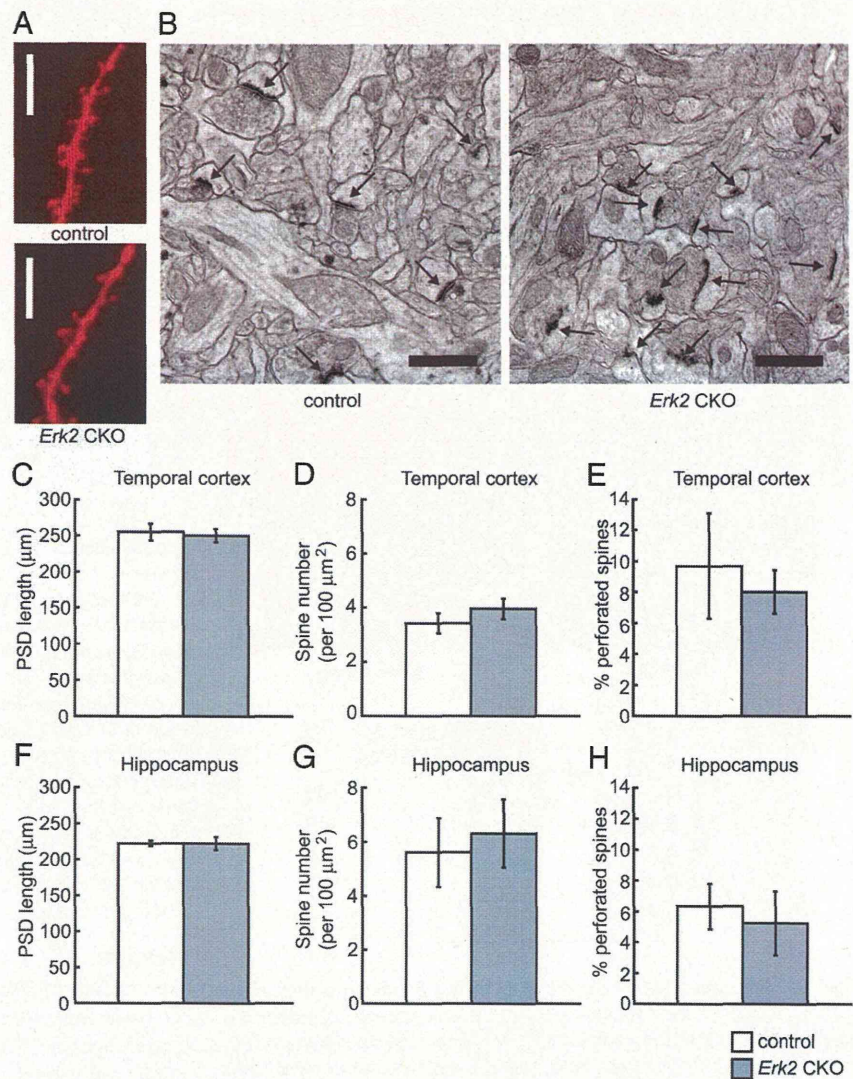 A
B
control
Erk2 CKO
control
Erk2 CKO
C
Temporal cortex
PSD length (μm)
300
250
200
150
100
50
0
D
Temporal cortex
Spine number
(per 100 μm²)
8
6
4
2
0
E
Temporal cortex
% perforated spines
14
12
10
8
6
4
2
0
F
Hippocampus
PSD length (μm)
300
250
200
150
100
50
0
G
Hippocampus
Spine number
(per 100 μm²)
8
6
4
2
0
H
Hippocampus
% perforated spines
14
12
10
8
6
4
2
0
control
Erk2 CKO